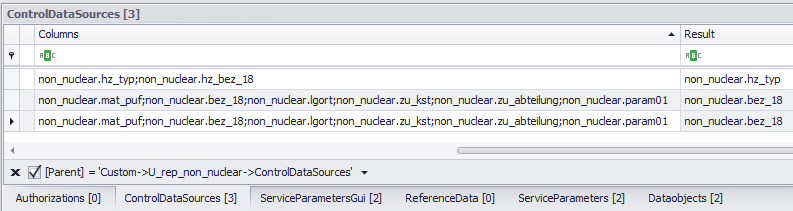 ControlDataSources [3]
Columns Result
ABC ABC
non_nuclear.hz_typ;non_nuclear.hz_bez_18 non_nuclear.hz_typ
non_nuclear.mat_puf;non_nuclear.bez_18;non_nuclear.lgort;non_nuclear.zu_kst;non_nuclear.zu_abteilung;non_nuclear.param01 non_nuclear.bez_18
non_nuclear.mat_puf;non_nuclear.bez_18;non_nuclear.lgort;non_nuclear.zu_kst;non_nuclear.zu_abteilung;non_nuclear.param01 non_nuclear.bez_18
[Parent] = 'Custom->U_rep_non_nuclear->ControlDataSources'
Authorizations [0] ControlDataSources [3] ServiceParametersGui [2] ReferenceData [0] ServiceParameters [2] Dataobjects [2]